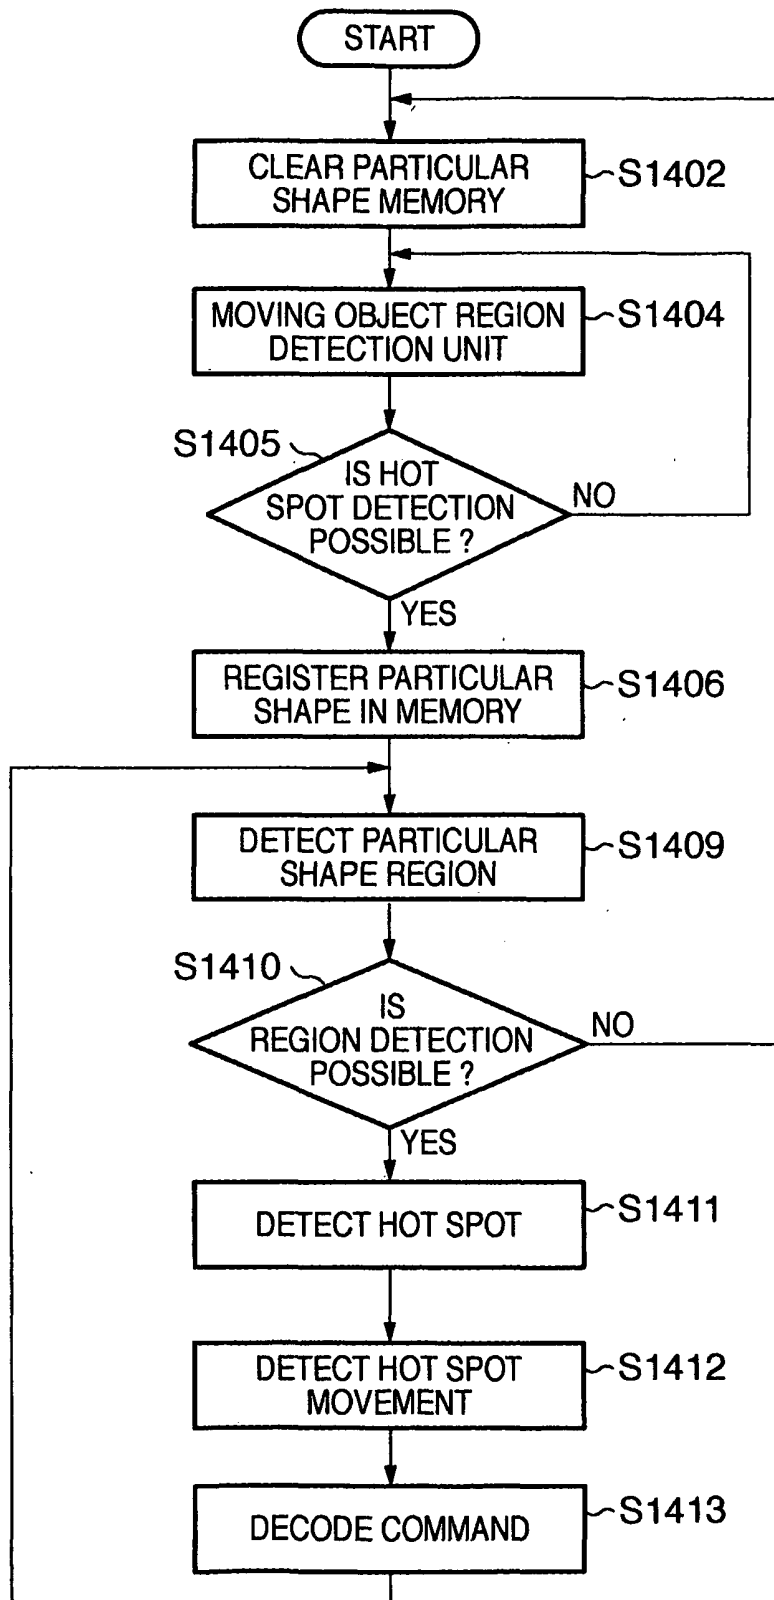 START
CLEAR PARTICULAR
SHAPE MEMORY
S1402
MOVING OBJECT REGION
DETECTION UNIT
S1404
S1405
IS HOT
SPOT DETECTION
POSSIBLE ?
NO
YES
REGISTER PARTICULAR
SHAPE IN MEMORY
S1406
DETECT PARTICULAR
SHAPE REGION
S1409
S1410
IS
REGION DETECTION
POSSIBLE ?
NO
YES
DETECT HOT SPOT
S1411
DETECT HOT SPOT
MOVEMENT
S1412
DECODE COMMAND
S1413